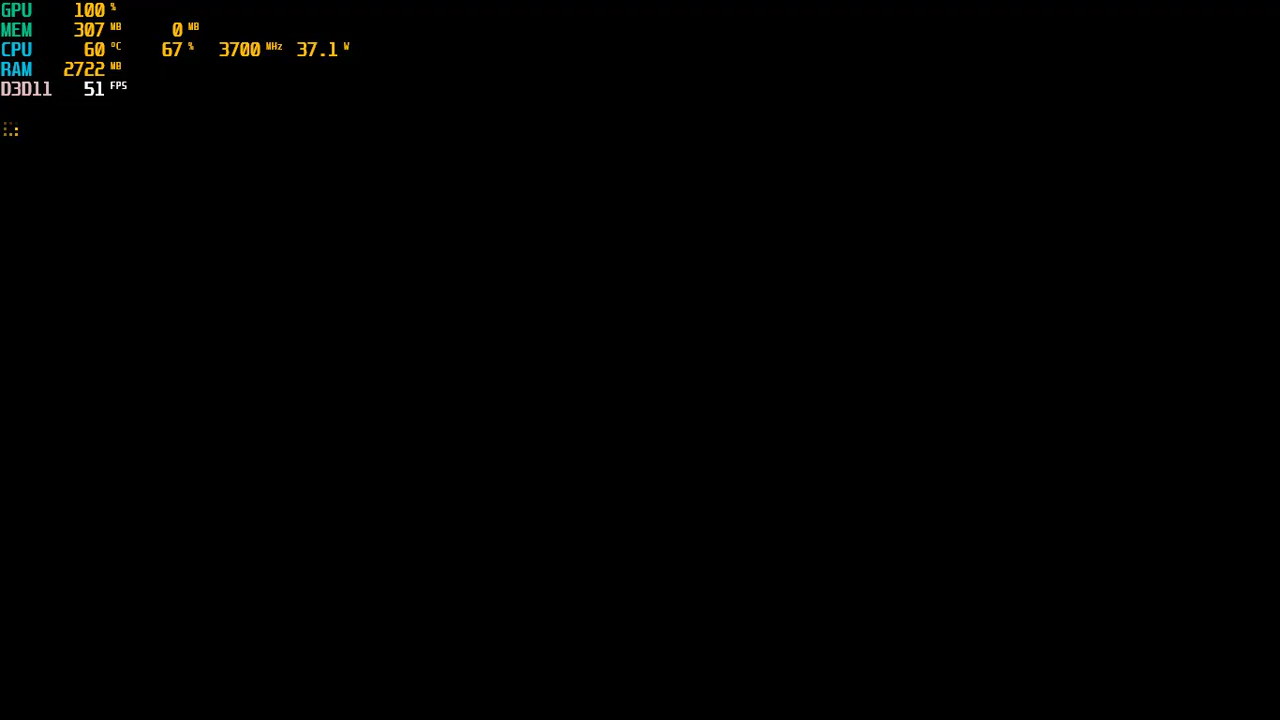 GPU 100 %
MEM 307 MB 0 MB
CPU 60 °C 67 % 3700 MHz 37.1 W
RAM 2722 MB
D3D11 51 FPS